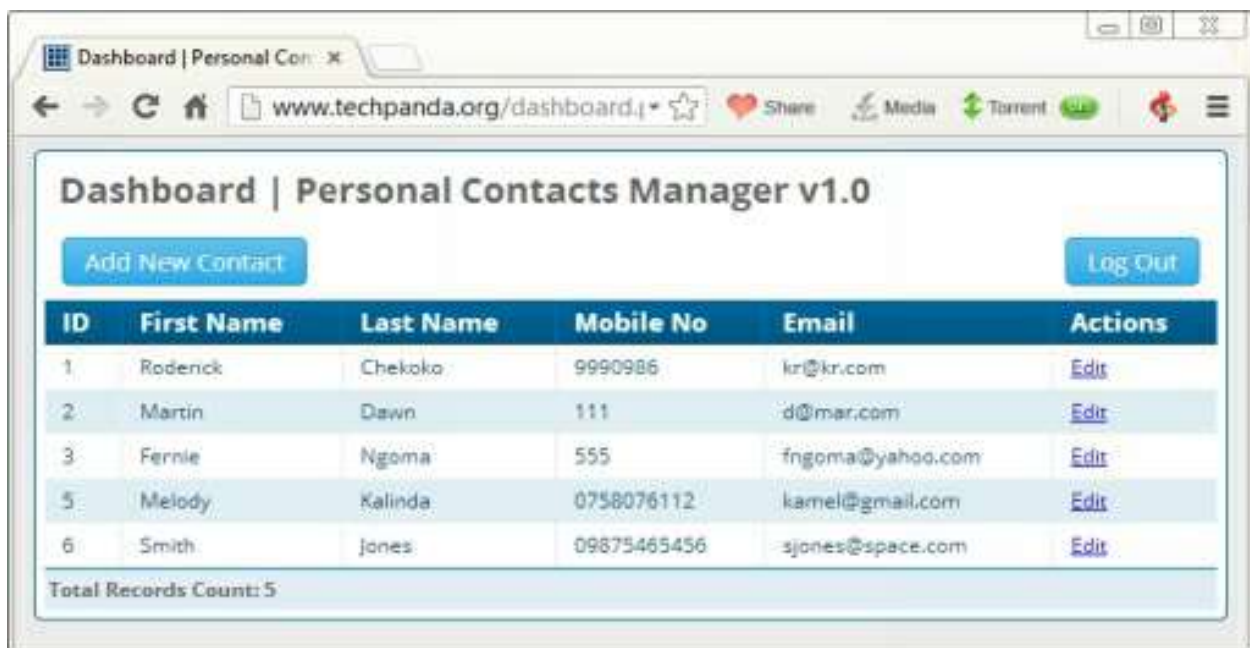 Dashboard | Personal Con
www.techpanda.org/dashboard.p Share Media Torrent
Dashboard | Personal Contacts Manager v1.0
Add New Contact Log Out
ID First Name Last Name Mobile No Email Actions
1 Roderick Chekoko 9990986 kr@kr.com Edit
2 Martin Dawn 111 d@mar.com Edit
3 Fernie Ngoma 555 fngoma@yahoo.com Edit
5 Melody Kalinda 0758076112 kamel@gmail.com Edit
6 Smith Jones 09875465456 sjones@space.com Edit
Total Records Count: 5